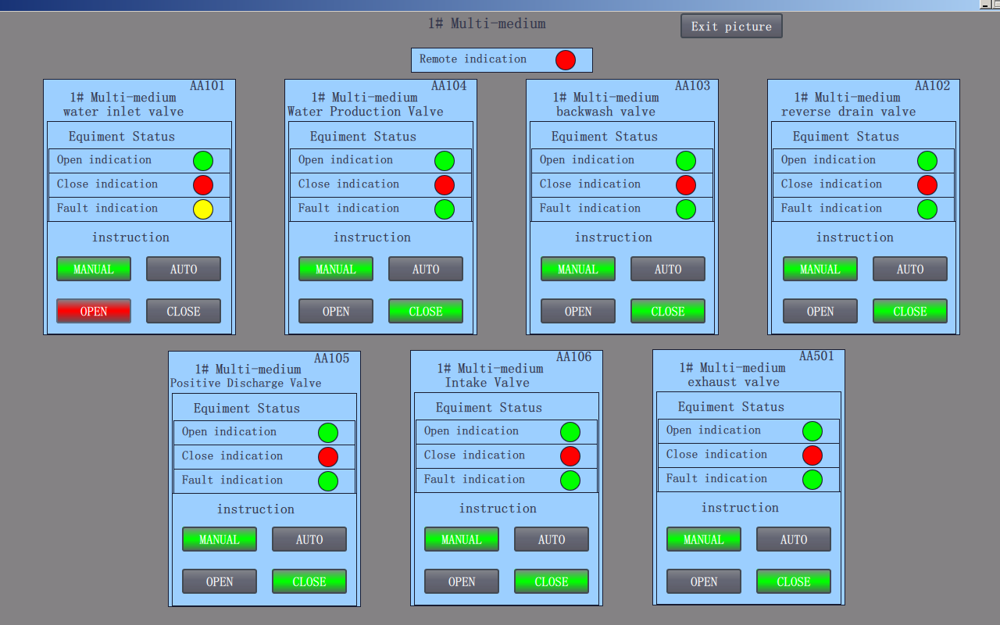 1# Multi-medium
Exit picture
Remote indication
AA101
1# Multi-medium
water inlet valve
Equiment Status
Open indication
Close indication
Fault indication
instruction
MANUAL AUTO
OPEN CLOSE
AA104
1# Multi-medium
Water Production Valve
Equiment Status
Open indication
Close indication
Fault indication
instruction
MANUAL AUTO
OPEN CLOSE
AA103
1# Multi-medium
backwash valve
Equiment Status
Open indication
Close indication
Fault indication
instruction
MANUAL AUTO
OPEN CLOSE
AA102
1# Multi-medium
reverse drain valve
Equiment Status
Open indication
Close indication
Fault indication
instruction
MANUAL AUTO
OPEN CLOSE
AA105
1# Multi-medium
Positive Discharge Valve
Equiment Status
Open indication
Close indication
Fault indication
instruction
MANUAL AUTO
OPEN CLOSE
AA106
1# Multi-medium
Intake Valve
Equiment Status
Open indication
Close indication
Fault indication
instruction
MANUAL AUTO
OPEN CLOSE
AA501
1# Multi-medium
exhaust valve
Equiment Status
Open indication
Close indication
Fault indication
instruction
MANUAL AUTO
OPEN CLOSE